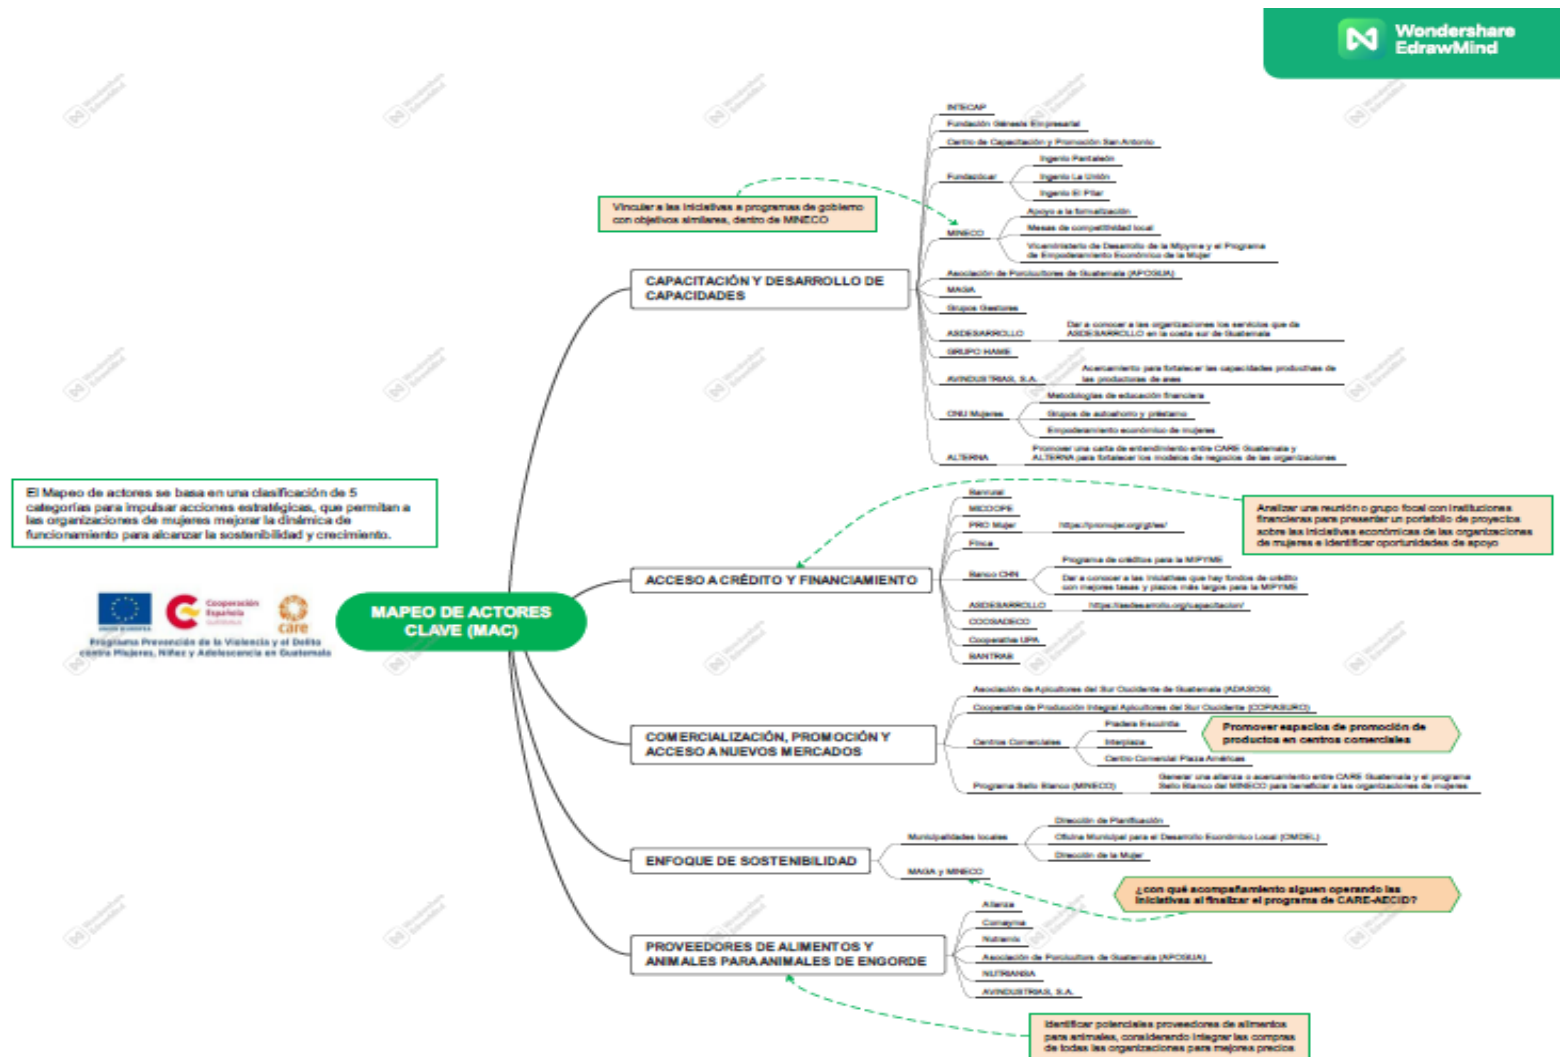 Wondershare
EdrawMind
INTECAP
Fundación Génesis Empresarial
Centro de Capacitación y Promoción San Antonio
Fundazúcar
Ingenio Pantaleón
Ingenio La Unión
Ingenio El Pilar
Vincular a las iniciativas a programas de gobierno
con objetivos similares, dentro de MINECO
MINECO
Apoyo a la formalización
Mesas de competitividad local
Viceministerio de Desarrollo de la Mipyme y el Programa
de Empoderamiento Económico de la Mujer
CAPACITACIÓN Y DESARROLLO DE
CAPACIDADES
Asociación de Porcicultores de Guatemala (APOGUA)
MAGA
Grupos Gestores
ASDESARROLLO
Dar a conocer a las organizaciones los servicios que da
ASDESARROLLO en la costa sur de Guatemala
GRUPO HAME
AVINDUSTRIAS, S.A.
Acercamiento para fortalecer las capacidades productivas de
las productoras de aves
ONU Mujeres
Metodologías de educación financiera
Grupos de autoahorro y préstamo
Empoderamiento económico de mujeres
ALTERNA
Promover una carta de entendimiento entre CARE Guatemala y
ALTERNA para fortalecer los modelos de negocios de las organizaciones
El Mapeo de actores se basa en una clasificación de 5
categorías para impulsar acciones estratégicas, que permitan a
las organizaciones de mujeres mejorar la dinámica de
funcionamiento para alcanzar la sostenibilidad y crecimiento.
Banrural
MICOOPE
PRO Mujer
https://promujer.org/gt/es/
Finca
Banco CHN
Programa de créditos para la MIPYME
Dar a conocer a las iniciativas que hay fondos de crédito
con mejores tasas y plazos más largos para la MIPYME
ASDESARROLLO
https://asdesarrollo.org/capacitacion/
COOSADECO
Cooperativa UPA
BANTRAB
Analizar una reunión o grupo focal con instituciones
financieras para presentar un portafolio de proyectos
sobre las iniciativas económicas de las organizaciones
de mujeres e identificar oportunidades de apoyo
ACCESO A CRÉDITO Y FINANCIAMIENTO
MAPEO DE ACTORES
CLAVE (MAC)
Cooperación
Española
care
Programa Prevención de la Violencia y el Delito
contra Mujeres, Niñez y Adolescencia en Guatemala
COMERCIALIZACIÓN, PROMOCIÓN Y
ACCESO A NUEVOS MERCADOS
Asociación de Apicultores del Sur Occidente de Guatemala (ADASOG)
Cooperativa de Producción Integral Apicultores del Sur Occidente (COPIASURO)
Centros Comerciales
Pradera Escuintla
Interplaza
Centro Comercial Plaza Américas
Promover espacios de promoción de
productos en centros comerciales
Programa Sello Blanco (MINECO)
Generar una alianza o acercamiento entre CARE Guatemala y el programa
Sello Blanco del MINECO para beneficiar a las organizaciones de mujeres
ENFOQUE DE SOSTENIBILIDAD
Municipalidades locales
Dirección de Planificación
Oficina Municipal para el Desarrollo Económico Local (OMDEL)
Dirección de la Mujer
MAGA y MINECO
¿con qué acompañamiento siguen operando las
iniciativas al finalizar el programa de CARE-AECID?
PROVEEDORES DE ALIMENTOS Y
ANIMALES PARA ANIMALES DE ENGORDE
Alianza
Comayma
Nutremix
Asociación de Porcicultora de Guatemala (APOGUA)
NUTRIANSA
AVINDUSTRIAS, S.A.
Identificar potenciales proveedores de alimentos
para animales, considerando integrar las compras
de todas las organizaciones para mejores precios